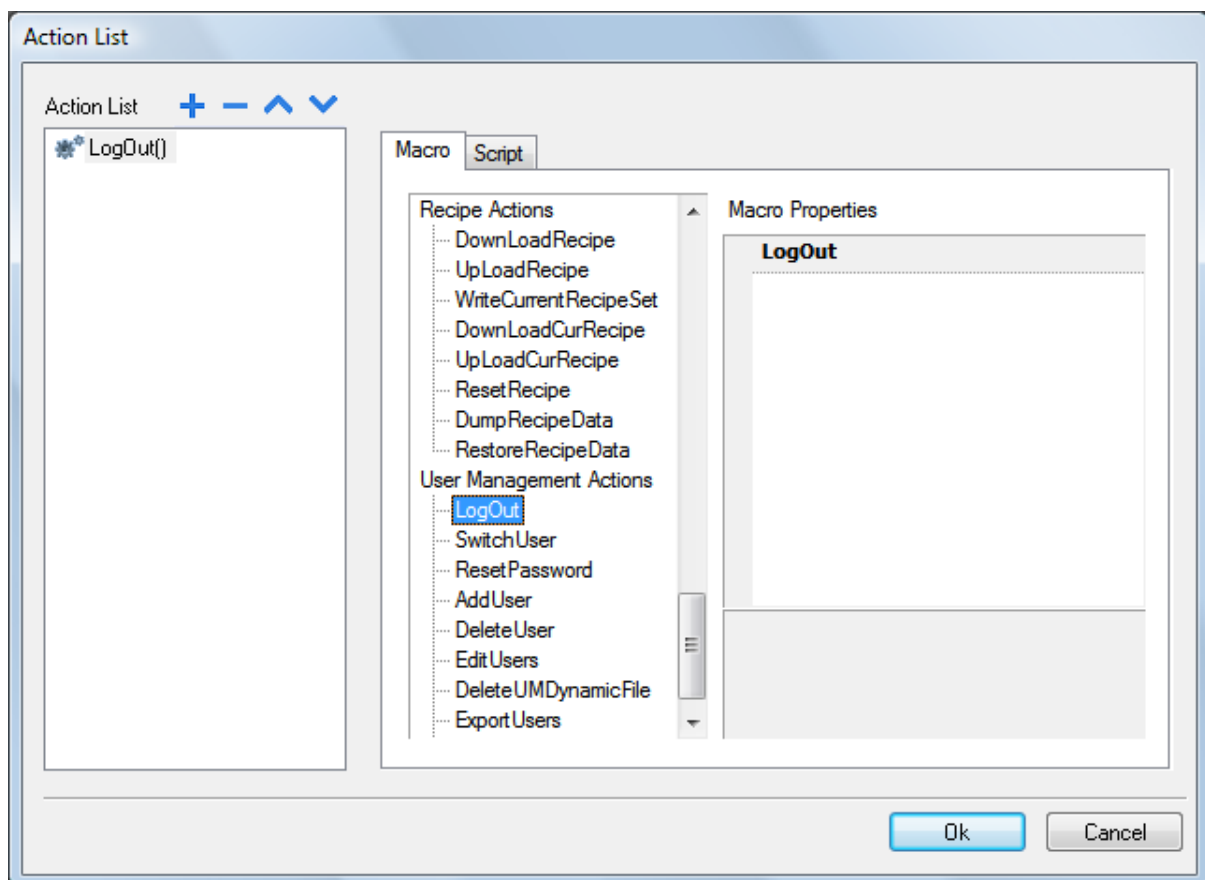 Action List
Action List
LogOut()
Macro
Script
Recipe Actions
DownLoadRecipe
UpLoadRecipe
WriteCurrentRecipeSet
DownLoadCurRecipe
UpLoadCurRecipe
ResetRecipe
DumpRecipeData
RestoreRecipeData
User Management Actions
LogOut
SwitchUser
ResetPassword
AddUser
DeleteUser
EditUsers
DeleteUMDynamicFile
ExportUsers
Macro Properties
LogOut
Ok
Cancel